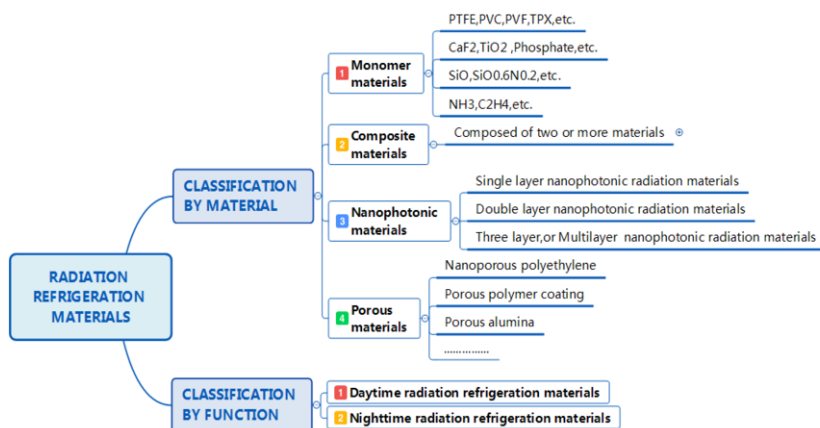 RADIATION
REFRIGERATION
MATERIALS
CLASSIFICATION
BY MATERIAL
1 Monomer
materials
PTFE,PVC,PVF,TPX,etc.
CaF2,TiO2 ,Phosphate,etc.
SiO,SiO0.6N0.2,etc.
NH3,C2H4,etc.
2 Composite
materials
Composed of two or more materials
3 Nanophotonic
materials
Single layer nanophotonic radiation materials
Double layer nanophotonic radiation materials
Three layer,or Multilayer nanophotonic radiation materials
4 Porous
materials
Nanoporous polyethylene
Porous polymer coating
Porous alumina
...............
CLASSIFICATION
BY FUNCTION
1 Daytime radiation refrigeration materials
2 Nighttime radiation refrigeration materials